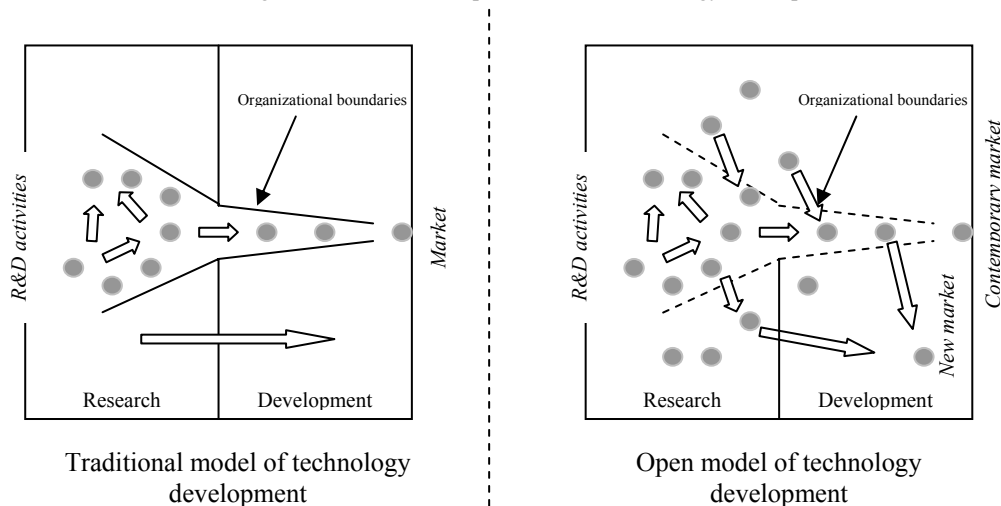 Organizational boundaries
R&D activities
Market
Research
Development
Traditional model of technology
development
Organizational boundaries
R&D activities
Contemporary market
New market
Research
Development
Open model of technology
development